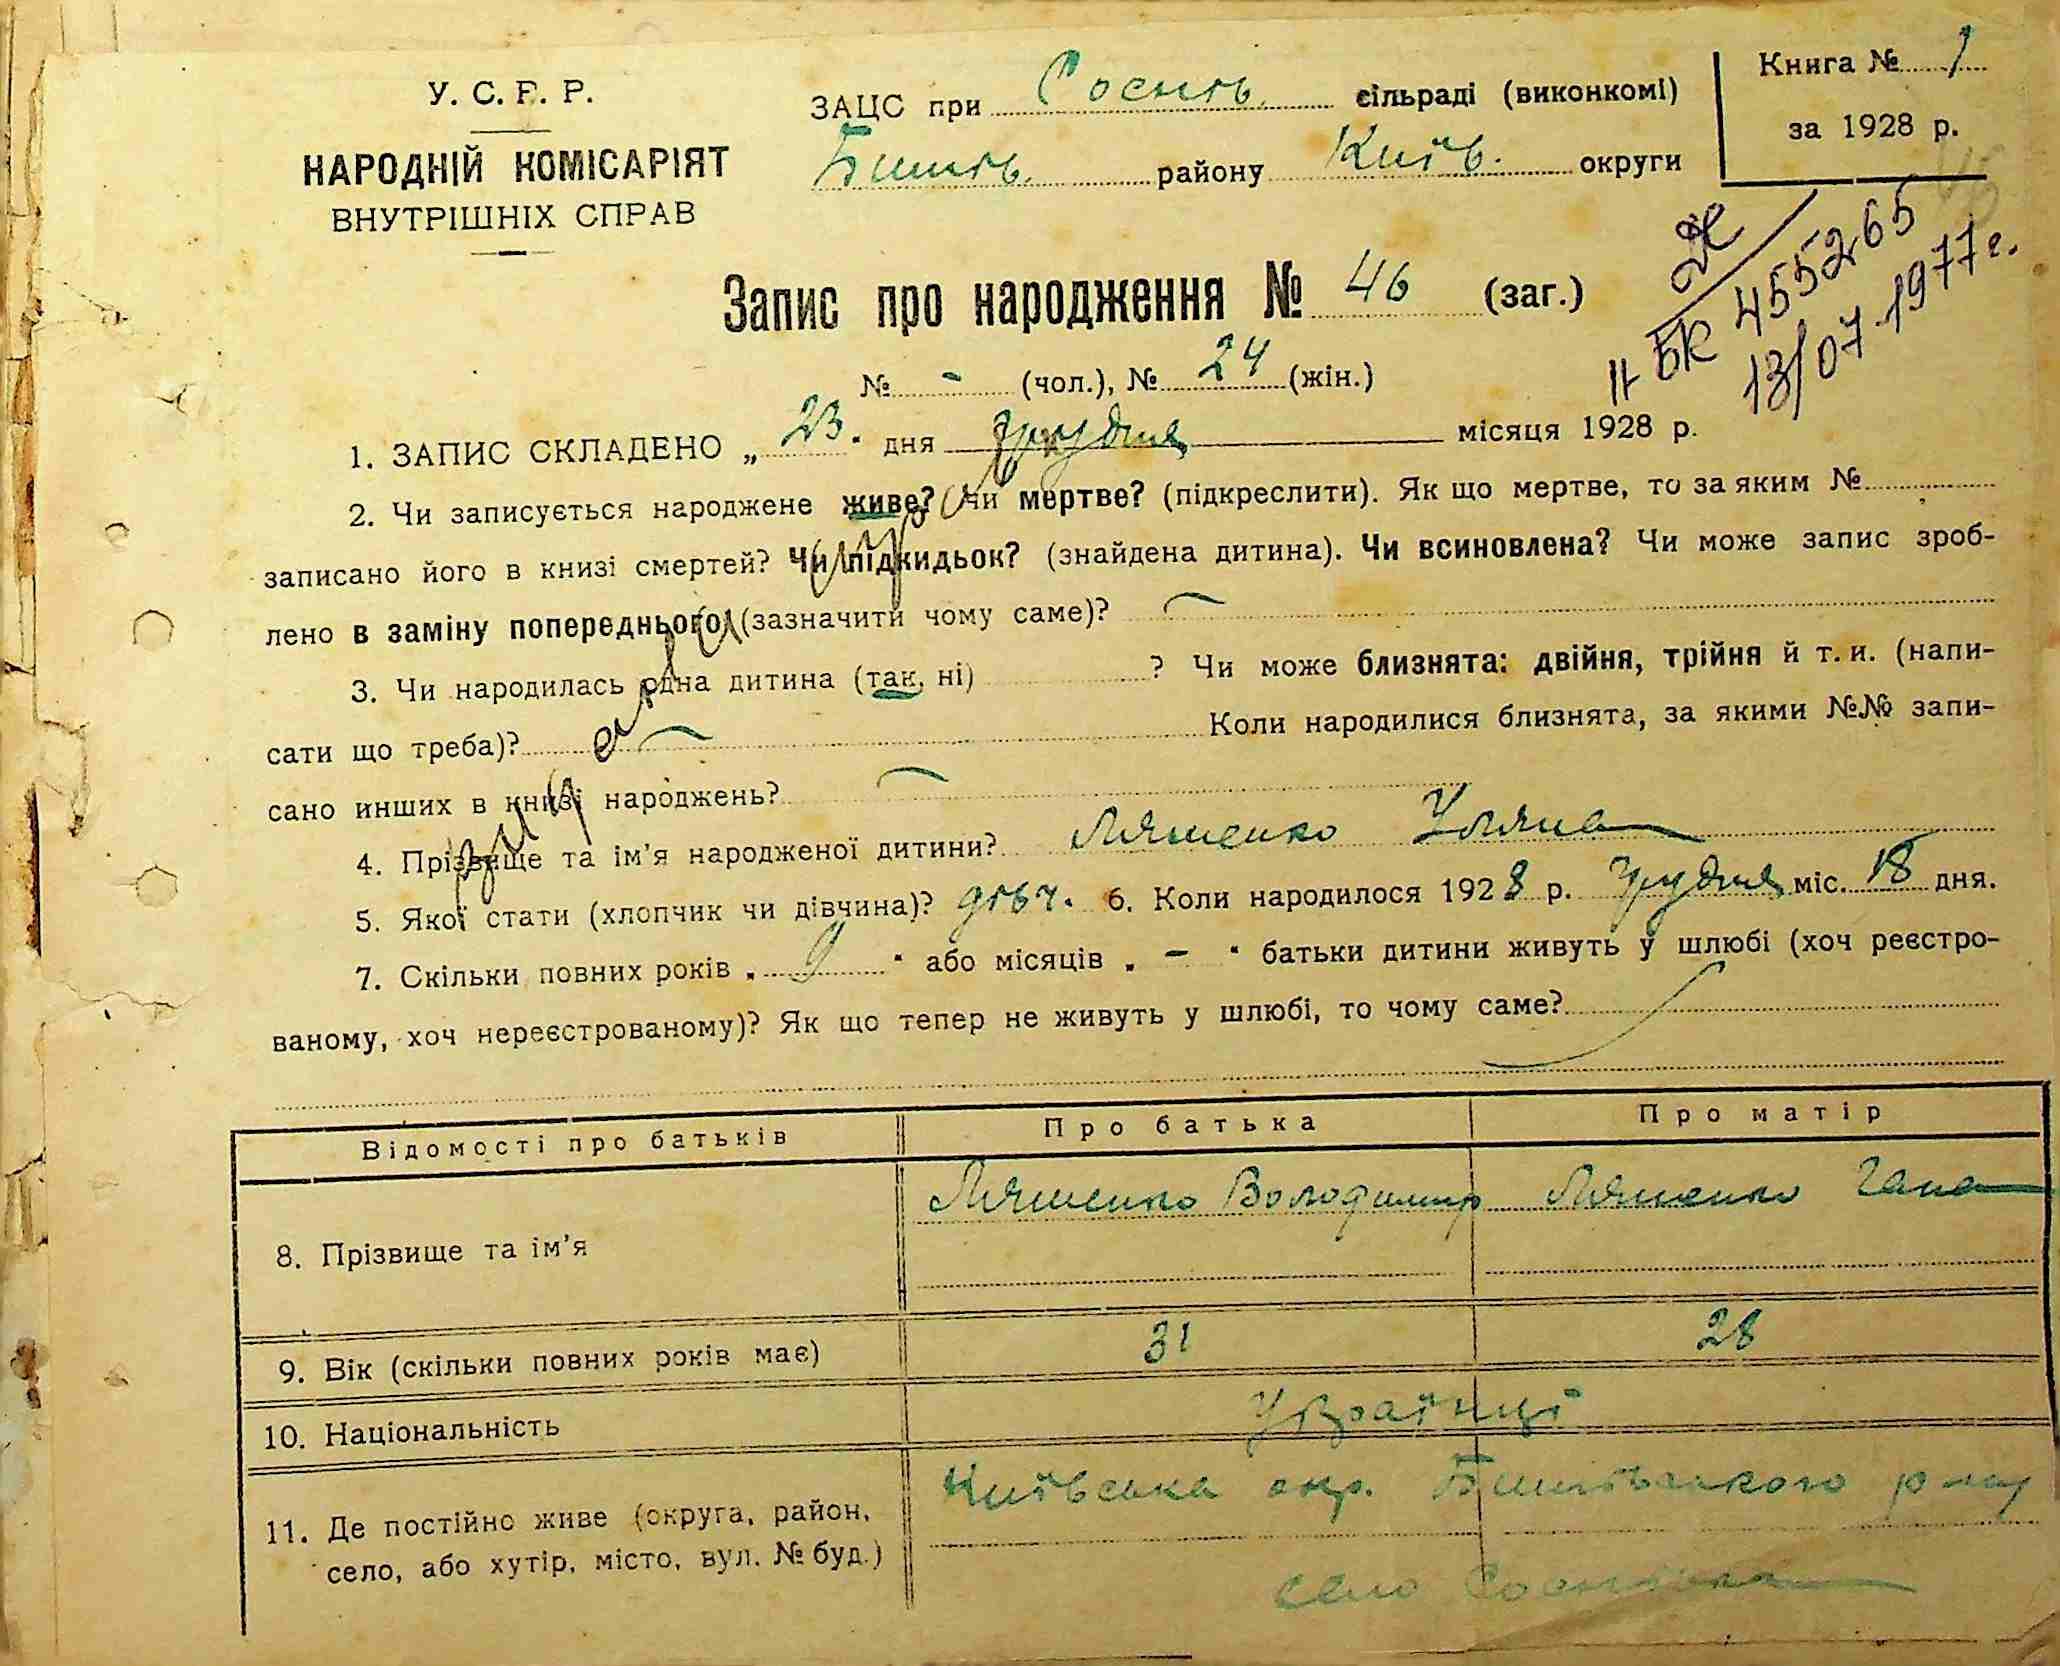 У. С. Р. Р.
НАРОДНІЙ КОМІСАРІЯТ
ВНУТРІШНІХ СПРАВ
ЗАЦС при Соснів. сільраді (виконкомі)
Бишів. району Київ. округи
Книга № 1
за 1928 р.
ІІ БК 4555265
13/07.1977г.
Запис про народження № 46 (заг.)
№ - (чол.), № 24 (жін.)
1. ЗАПИС СКЛАДЕНО „ 23 " дня грудня місяця 1928 р.
2. Чи записується народжене живе? чи мертве? (підкреслити). Як що мертве, то за яким №
записано його в книзі смертей? Чи підкидьок? (знайдена дитина). Чи всиновлена? Чи може запис зроб-
лено в заміну попереднього (зазначити чому саме)?
3. Чи народилась одна дитина (так, ні) ? Чи може близнята: двійня, трійня й т. и. (напи-
сати що треба)? Коли народилися близнята, за якими №№ запи-
сано инших в книзі народжень?
4. Прізвище та ім'я народженої дитини? Ляшенко Уляна
5. Якої стати (хлопчик чи дівчина)? дівч. 6. Коли народилося 1928 р. грудня міс. 18 дня.
7. Скільки повних років „ 9 " або місяців „ - " батьки дитини живуть у шлюбі (хоч реєстро-
ваному, хоч нереєстрованому)? Як що тепер не живуть у шлюбі, то чому саме?
Відомості про батьків Про батька Про матір
8. Прізвище та ім'я Ляшенко Володимир Ляшенко Гана
9. Вік (скільки повних років має) 31 28
10. Національність Українці
11. Де постійно живе (округа, район, село, або хутір, місто, вул. № буд.)
Київська окр. Бишівського р-ну
село Соснівка